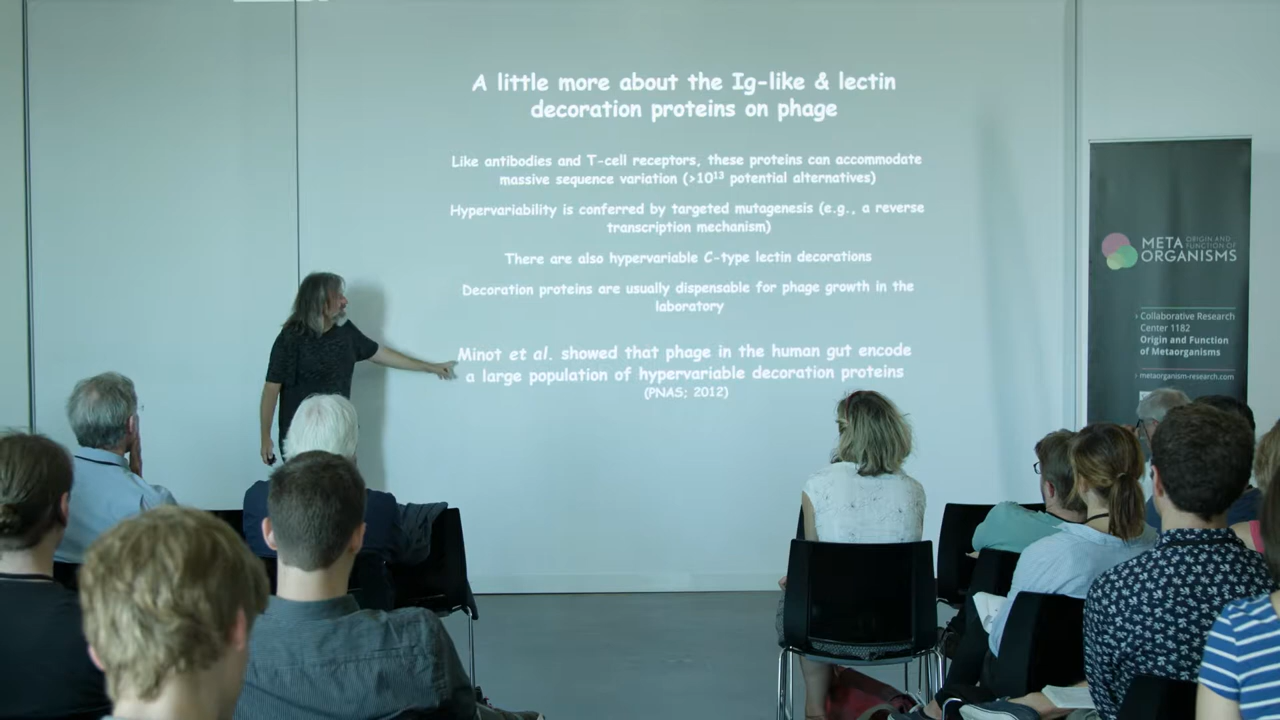 A little more about the Ig-like & lectin
decoration proteins on phage
Like antibodies and T-cell receptors, these proteins can accommodate
massive sequence variation (>10¹³ potential alternatives)
Hypervariability is conferred by targeted mutagenesis (e.g., a reverse
transcription mechanism)
There are also hypervariable C-type lectin decorations
Decoration proteins are usually dispensable for phage growth in the
laboratory
Minot et al. showed that phage in the human gut encode
a large population of hypervariable decoration proteins
(PNAS; 2012)
META ORIGIN AND
FUNCTION OF
ORGANISMS
› Collaborative Research
Center 1182
Origin and Function
of Metaorganisms
› metaorganism-research.com